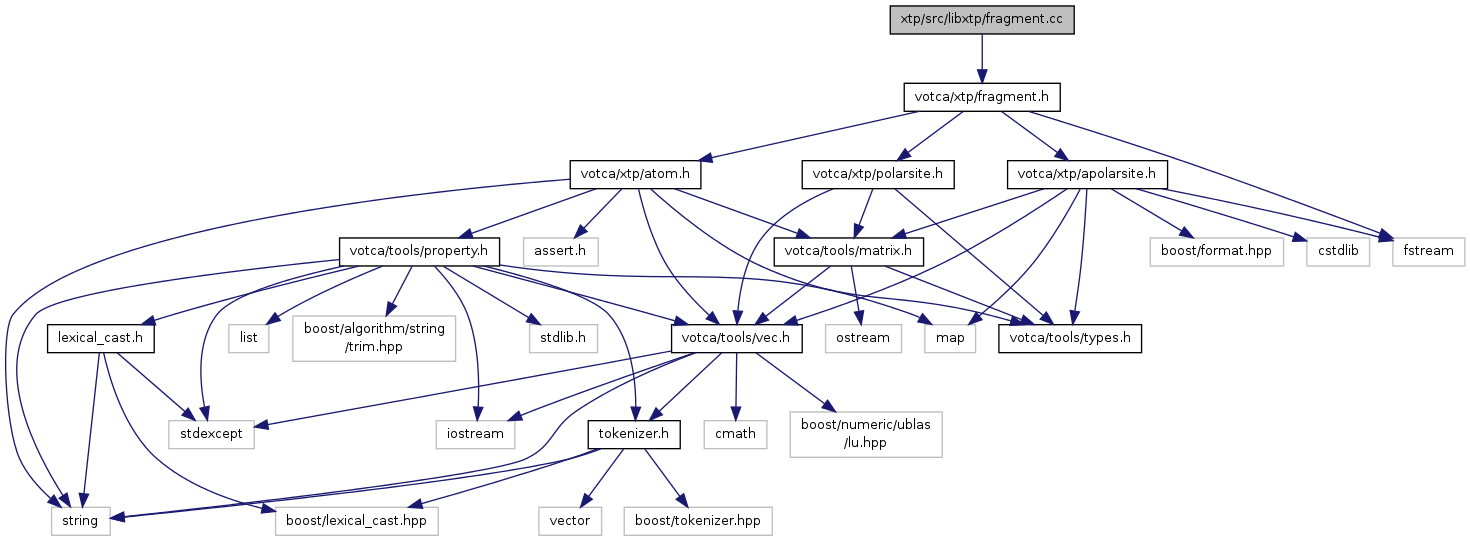 xtp/src/libxtp/fragment.cc
votca/xtp/fragment.h
votca/xtp/atom.h
votca/xtp/polarsite.h
votca/xtp/apolarsite.h
votca/tools/property.h
assert.h
votca/tools/matrix.h
boost/format.hpp
cstdlib
fstream
lexical_cast.h
list
boost/algorithm/string
/trim.hpp
stdlib.h
votca/tools/vec.h
ostream
map
votca/tools/types.h
stdexcept
iostream
tokenizer.h
cmath
boost/numeric/ublas
/lu.hpp
string
boost/lexical_cast.hpp
vector
boost/tokenizer.hpp